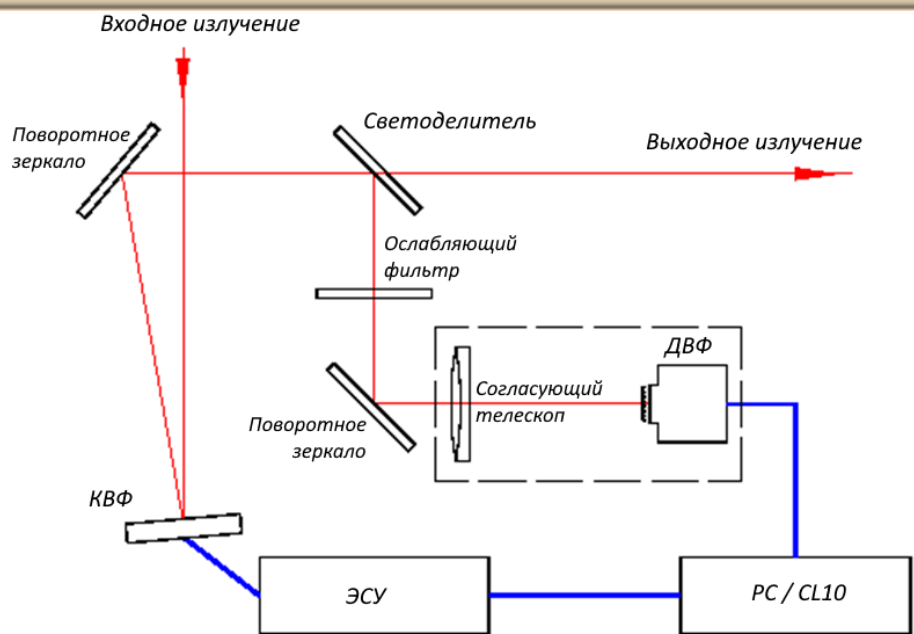 Входное излучение
Поворотное
зеркало
Светоделитель
Выходное излучение
Ослабляющий
фильтр
ДВФ
Согласующий
телескоп
Поворотное
зеркало
КВФ
ЭСУ
PC / CL10